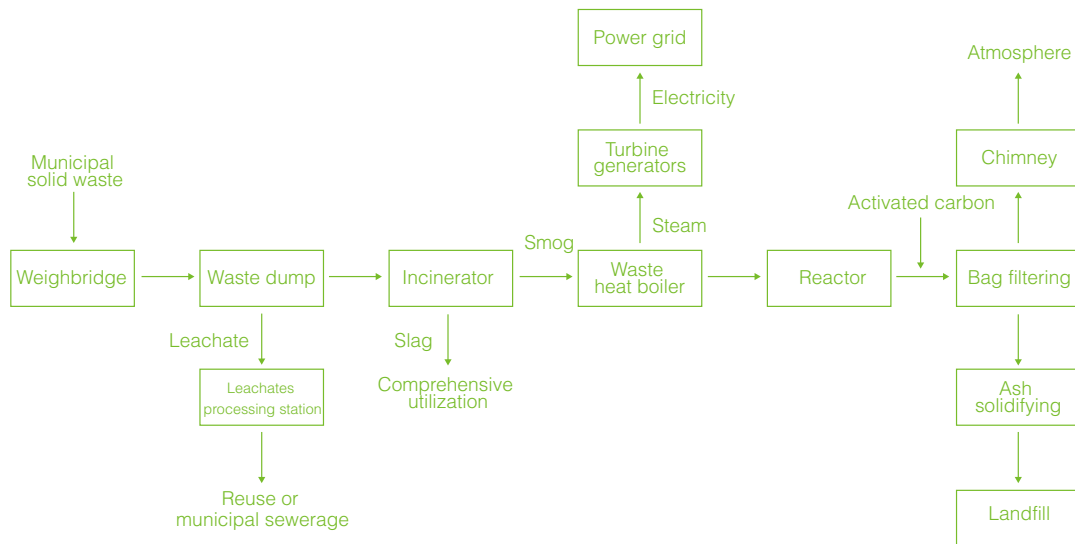 Power grid
Atmosphere
Electricity
Turbine
generators
Chimney
Municipal
solid waste
Activated carbon
Steam
Smog
Weighbridge
Waste dump
Incinerator
Waste
heat boiler
Reactor
Bag filtering
Leachate
Slag
Leachates
processing station
Comprehensive
utilization
Ash
solidifying
Reuse or
municipal sewerage
Landfill